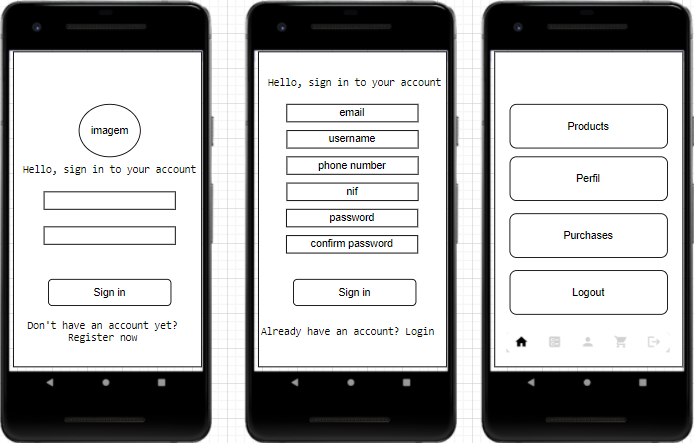 imagem
Hello, sign in to your account
Sign in
Don't have an account yet?
Register now
Hello, sign in to your account
email
username
phone number
nif
password
confirm password
Sign in
Already have an account? Login
Products
Perfil
Purchases
Logout